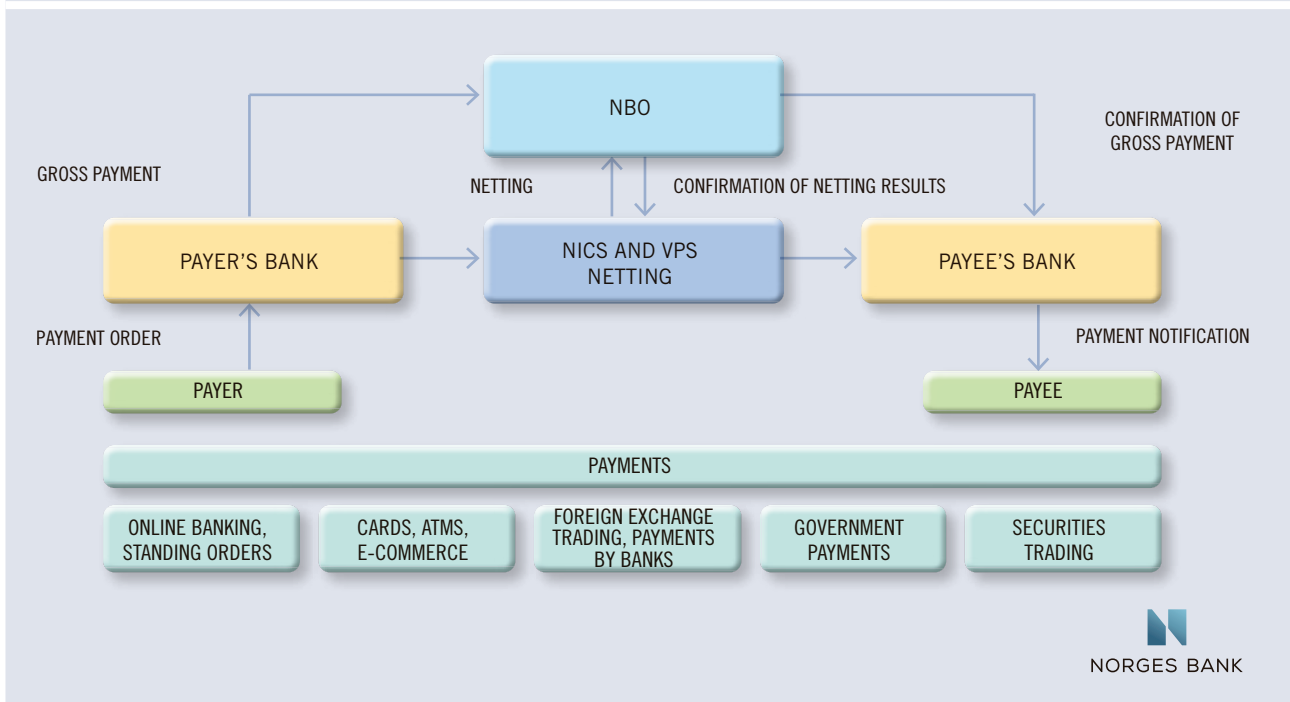 NBO
CONFIRMATION OF
GROSS PAYMENT
GROSS PAYMENT
NETTING
CONFIRMATION OF NETTING RESULTS
PAYER'S BANK
NICS AND VPS
NETTING
PAYEE'S BANK
PAYMENT ORDER
PAYMENT NOTIFICATION
PAYER
PAYEE
PAYMENTS
ONLINE BANKING,
STANDING ORDERS
CARDS, ATMS,
E-COMMERCE
FOREIGN EXCHANGE
TRADING, PAYMENTS
BY BANKS
GOVERNMENT
PAYMENTS
SECURITIES
TRADING
NORGES BANK